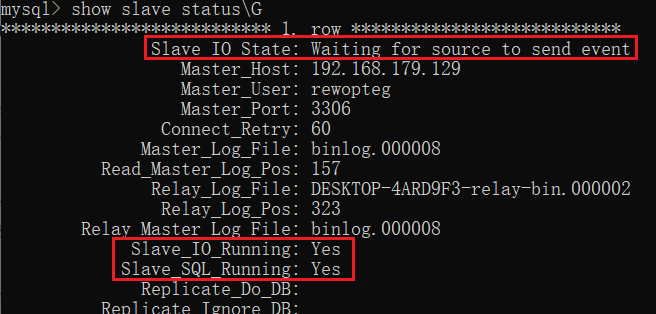 mysql> show slave status\G
*************************** 1. row ***************************
Slave_IO_State: Waiting for source to send event
Master_Host: 192.168.179.129
Master_User: rewopteg
Master_Port: 3306
Connect_Retry: 60
Master_Log_File: binlog.000008
Read_Master_Log_Pos: 157
Relay_Log_File: DESKTOP-4ARD9F3-relay-bin.000002
Relay_Log_Pos: 323
Relay_Master_Log_File: binlog.000008
Slave_IO_Running: Yes
Slave_SQL_Running: Yes
Replicate_Do_DB:
Replicate_Ignore_DB: